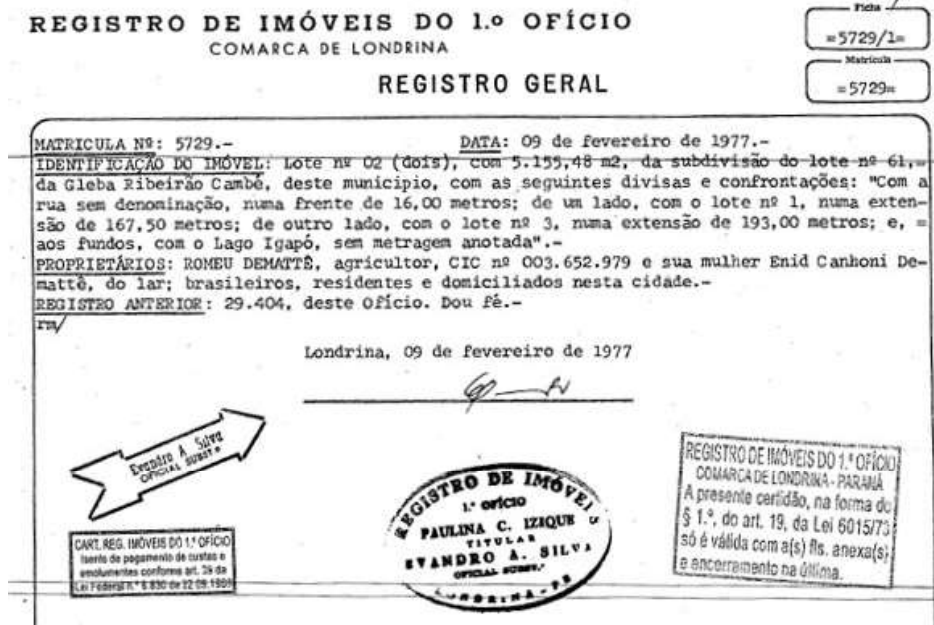 REGISTRO DE IMÓVEIS DO 1.º OFÍCIO
COMARCA DE LONDRINA
REGISTRO GERAL
Ficha
=5729/1=
Matrícula
=5729=
MATRICULA Nº: 5729.- DATA: 09 de fevereiro de 1977.-
IDENTIFICAÇÃO DO IMÓVEL: Lote nº 02 (dois), com 5.155,48 m2, da subdivisão do lote nº 61,=
da Gleba Ribeirão Cambé, deste município, com as seguintes divisas e confrontações: "Com a
rua sem denominação, numa frente de 16,00 metros; de um lado, com o lote nº 1, numa exten-
são de 167,50 metros; de outro lado, com o lote nº 3, numa extensão de 193,00 metros; e, =
aos fundos, com o Lago Igapó, sem metragem anotada".-
PROPRIETÁRIOS: ROMEU DEMATTÊ, agricultor, CIC nº 003.652.979 e sua mulher Enid Canhoni De-
mattê, do lar; brasileiros, residentes e domiciliados nesta cidade.-
REGISTRO ANTERIOR: 29.404, deste Ofício. Dou fé.-
rm/
Londrina, 09 de fevereiro de 1977
Evandro A. Silva
OFICIAL SUBST.º
CART. REG. IMÓVEIS DO 1.º OFÍCIO
Isento de pagamento de custas e
emolumentos conforme art. 39 da
Lei Federal n.º 6.830 de 22.09.1980
REGISTRO DE IMÓVEIS
1.º OFÍCIO
PAULINA C. IZIQUE
TITULAR
EVANDRO A. SILVA
OFICIAL SUBST.º
LONDRINA - PR
REGISTRO DE IMÓVEIS DO 1.º OFÍCIO
COMARCA DE LONDRINA - PARANÁ
A presente certidão, na forma do
§ 1.º, do art. 19, da Lei 6015/73
só é válida com a(s) fls. anexa(s)
e encerramento na última.